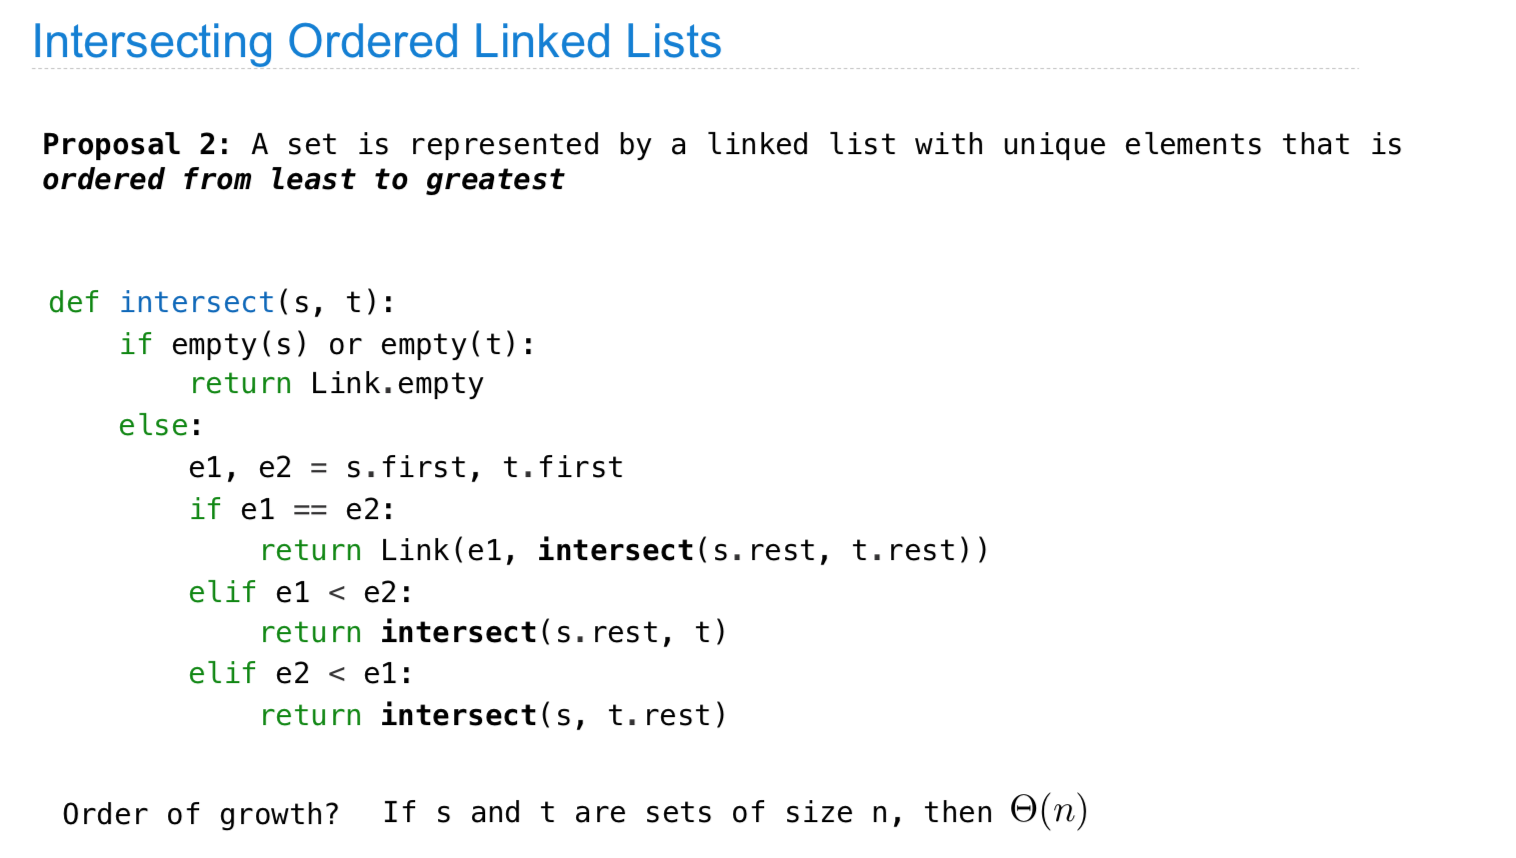 Intersecting Ordered Linked Lists
Proposal 2: A set is represented by a linked list with unique elements that is
ordered from least to greatest
def intersect(s, t):
    if empty(s) or empty(t):
        return Link.empty
    else:
        e1, e2 = s.first, t.first
        if e1 == e2:
            return Link(e1, intersect(s.rest, t.rest))
        elif e1 < e2:
            return intersect(s.rest, t)
        elif e2 < e1:
            return intersect(s, t.rest)
Order of growth? If s and t are sets of size n, then Θ(n)